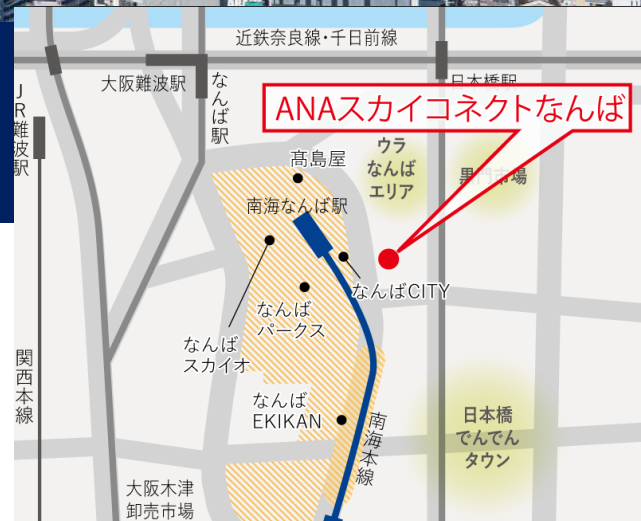 近鉄奈良線・千日前線
大阪難波駅
なんば駅
日本橋駅
JR難波駅
ANAスカイコネクトなんば
ウラ
なんば
エリア
黒門市場
髙島屋
南海なんば駅
なんばCITY
なんば
パークス
なんば
スカイオ
関西本線
なんば
EKIKAN
南海本線
日本橋
でんでん
タウン
大阪木津
卸売市場